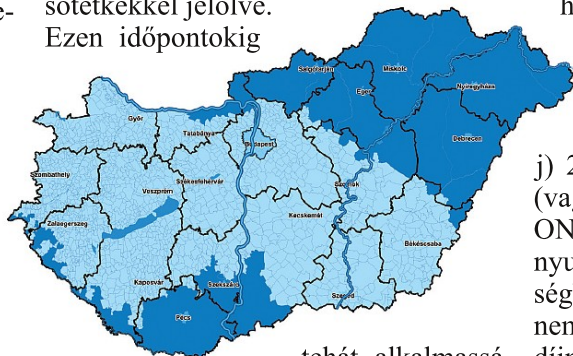 e-
sötétkékkel jelölve.
Ezen időpontokig
h
Salgótarján
Miskolc
Eger
Nyíregyháza
Győr
Tatabánya
Budapest
Debrecen
Szombathely
Veszprém
Székesfehérvár
Szolnok
Zalaegerszeg
Kecskemét
Békéscsaba
Kaposvár
Szekszárd
Pécs
Szeged
j) 2
(va
ON
nyu
ség
nem
díjr
tehát alkalmassá